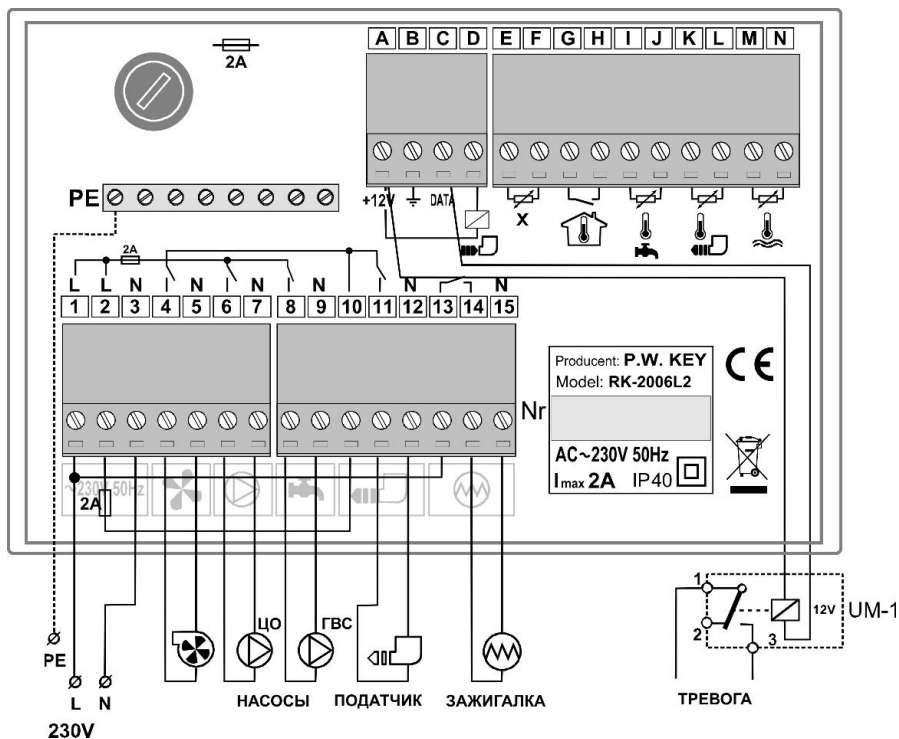 2A
A B C D E F G H I J K L M N
+12V DATA
X
PE
2A
L L N N N N N N
1 2 3 4 5 6 7 8 9 10 11 12 13 14 15
Nr
Producent: P.W. KEY
Model: RK-2006L2
CE
AC~230V 50Hz
I max 2A IP40
~230V 50Hz
2A
PE
L N
230V
ЦО ГВС
НАСОСЫ ПОДАТЧИК ЗАЖИГАЛКА
1
2
3
12V
UM-1
ТРЕВОГА